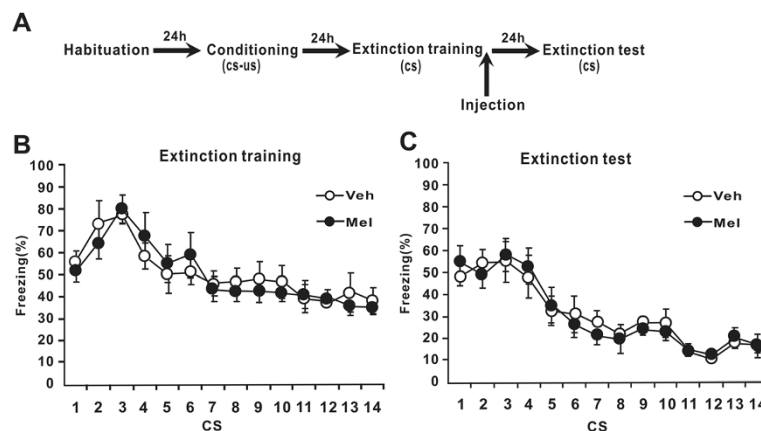 A
24h 24h 24h
Habituation Conditioning Extinction training Extinction test
(cs-us) (cs) (cs)
Injection
B
Extinction training
Freezing(%)
100
90
80
70
60
50
40
30
20
10
0
Veh
Mel
1 2 3 4 5 6 7 8 9 10 11 12 13 14
CS
C
Extinction test
Freezing(%)
100
90
80
70
60
50
40
30
20
10
0
Veh
Mel
1 2 3 4 5 6 7 8 9 10 11 12 13 14
CS